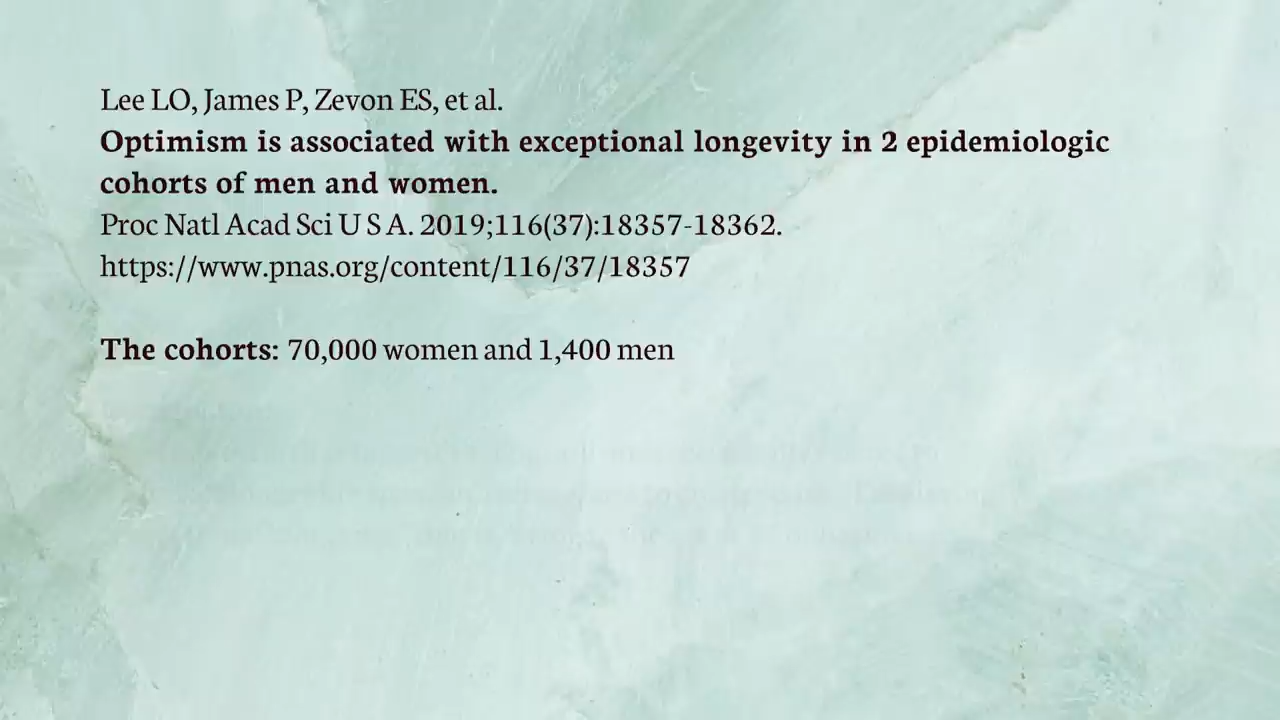 Lee LO, James P, Zevon ES, et al.
Optimism is associated with exceptional longevity in 2 epidemiologic
cohorts of men and women.
Proc Natl Acad Sci U S A. 2019;116(37):18357-18362.
https://www.pnas.org/content/116/37/18357
The cohorts: 70,000 women and 1,400 men